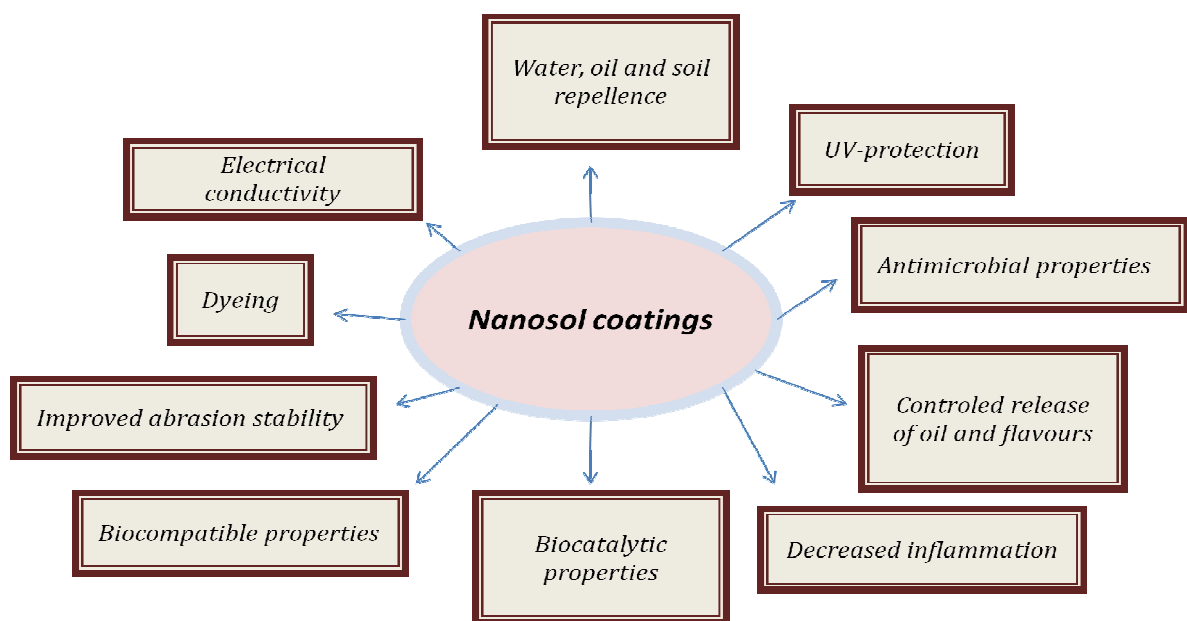 Water, oil and soil
repellence
UV-protection
Electrical
conductivity
Antimicrobial properties
Dyeing
Nanosol coatings
Improved abrasion stability
Controled release
of oil and flavours
Biocompatible properties
Biocatalytic
properties
Decreased inflammation